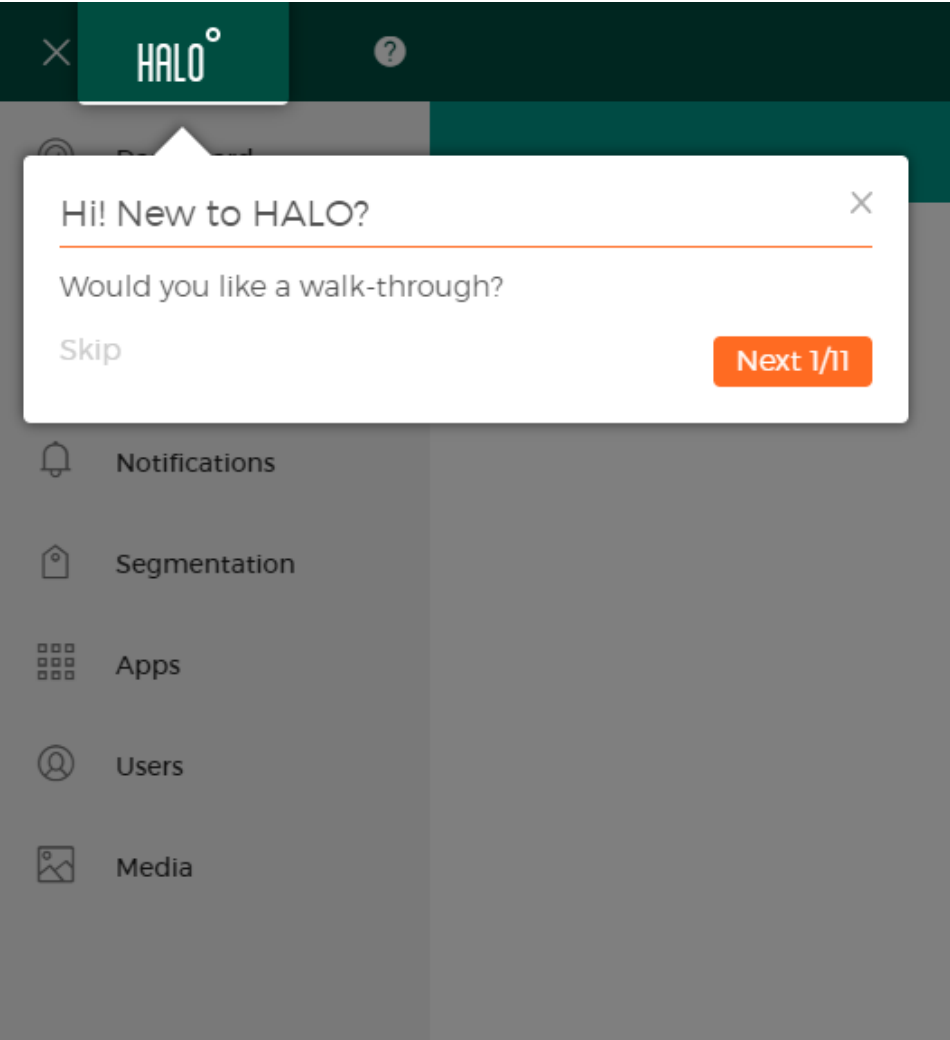 HALO°
?
Hi! New to HALO?
Would you like a walk-through?
Skip
Next 1/11
Notifications
Segmentation
Apps
Users
Media